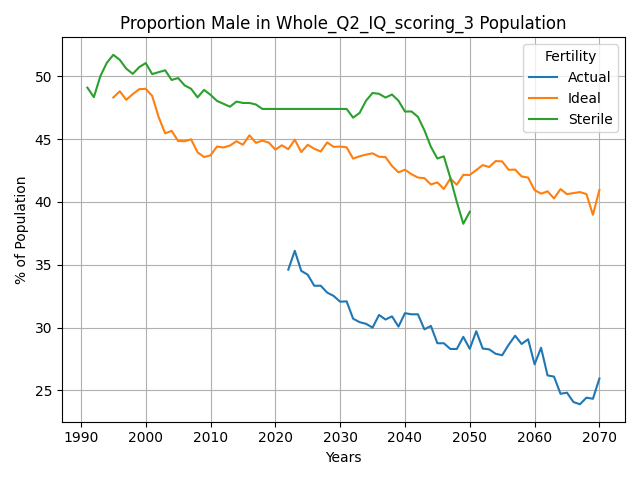 Proportion Male in Whole_Q2_IQ_scoring_3 Population
Fertility
Actual
Ideal
Sterile
% of Population
50
45
40
35
30
25
1990 2000 2010 2020 2030 2040 2050 2060 2070
Years